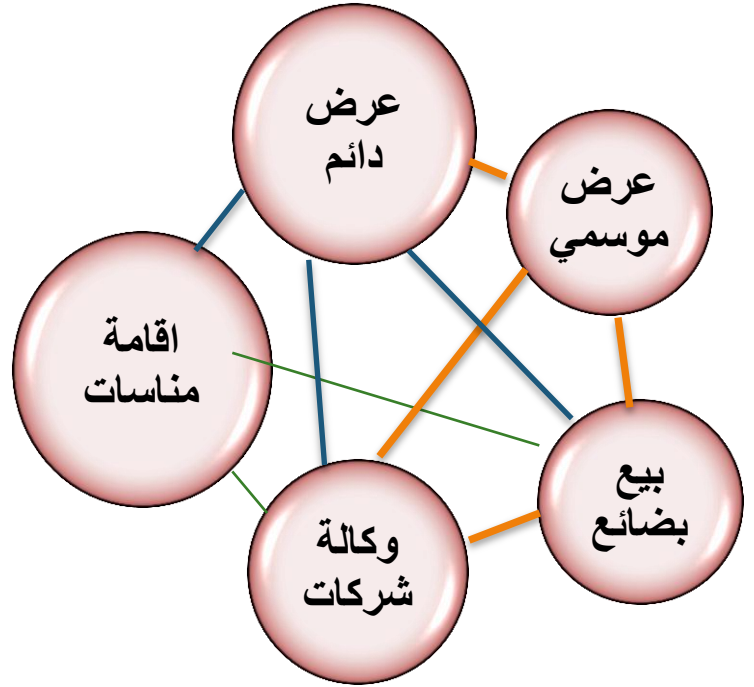 عرض
دائم
عرض
موسمي
اقامة
مناسات
بيع
بضائع
وكالة
شركات